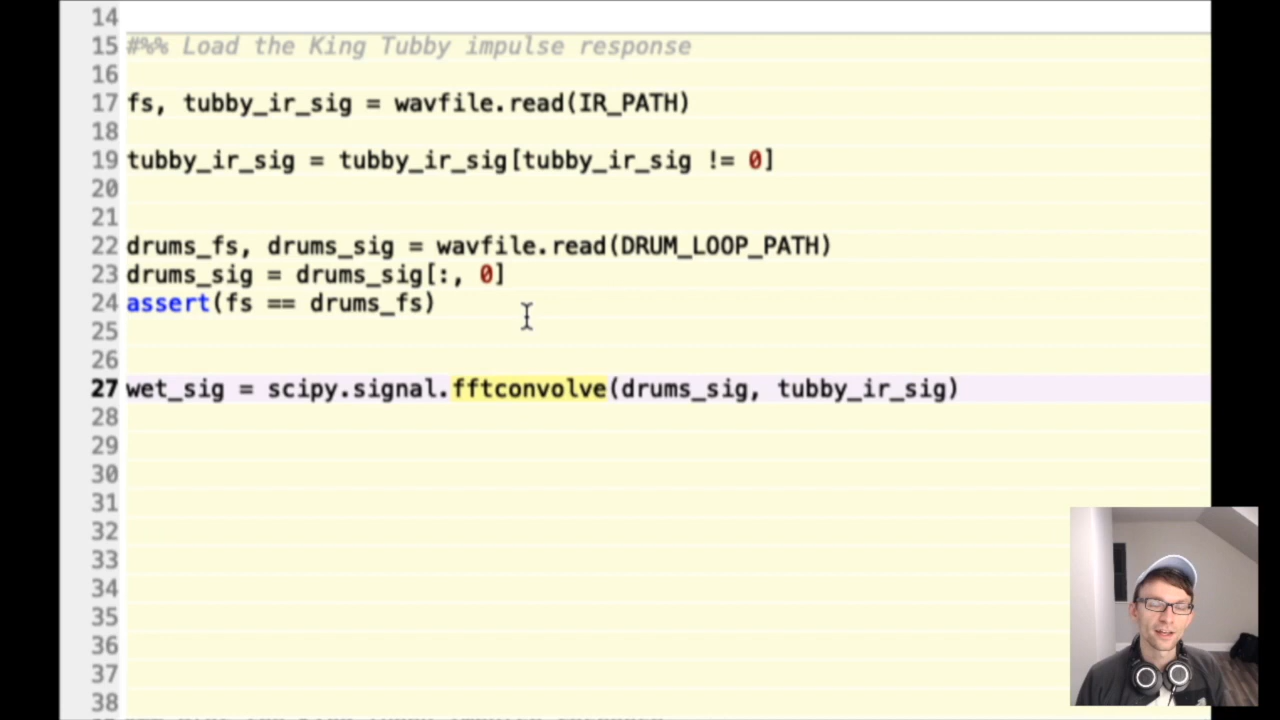 14
15 #%% Load the King Tubby impulse response
16
17 fs, tubby_ir_sig = wavfile.read(IR_PATH)
18
19 tubby_ir_sig = tubby_ir_sig[tubby_ir_sig != 0]
20
21
22 drums_fs, drums_sig = wavfile.read(DRUM_LOOP_PATH)
23 drums_sig = drums_sig[:, 0]
24 assert(fs == drums_fs)
25
26
27 wet_sig = scipy.signal.fftconvolve(drums_sig, tubby_ir_sig)
28
29
30
31
32
33
34
35
36
37
38